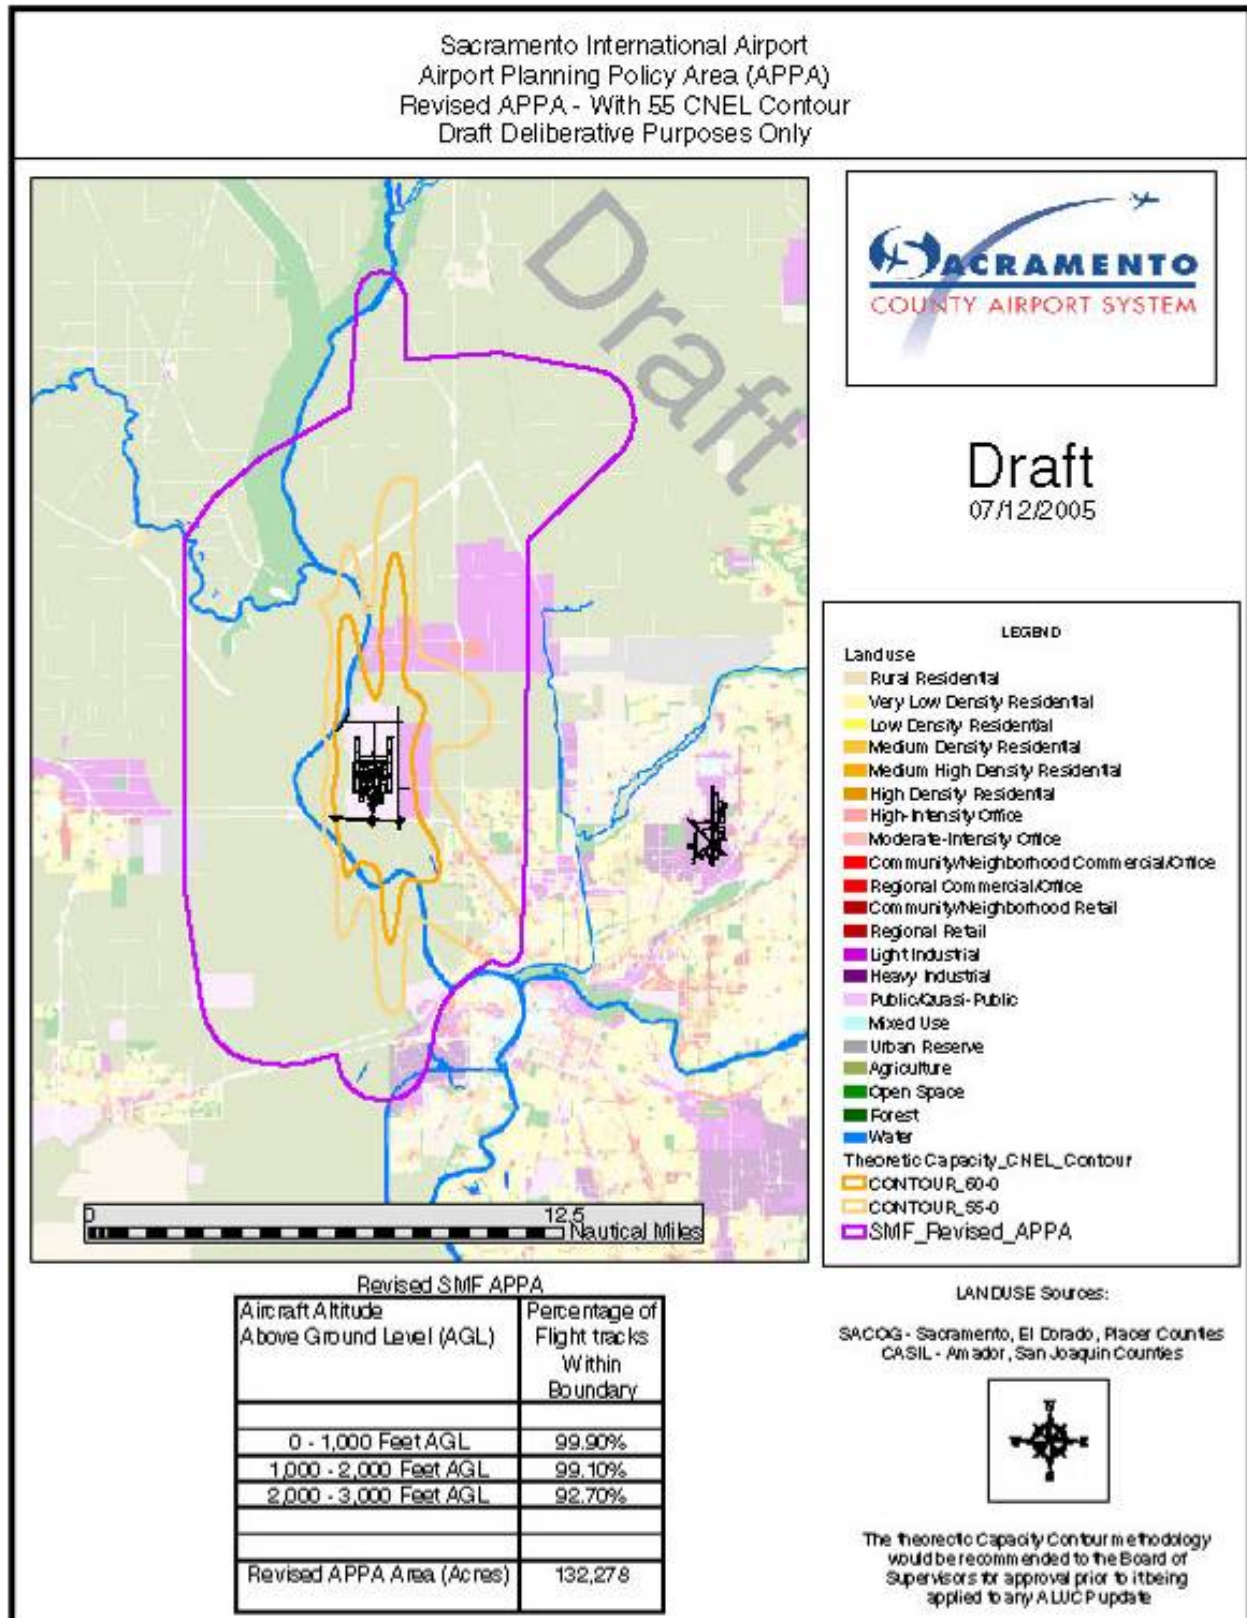 Sacramento International Airport
Airport Planning Policy Area (APPA)
Revised APPA - With 55 CNEL Contour
Draft Deliberative Purposes Only
Draft
SACRAMENTO
COUNTY AIRPORT SYSTEM
Draft
07/12/2005
LEGEND
Landuse
Rural Residential
Very Low Density Residential
Low Density Residential
Medium Density Residential
Medium High Density Residential
High Density Residential
High-Intensity Office
Moderate-Intensity Office
Community/Neighborhood Commercial/Office
Regional Commercial/Office
Community/Neighborhood Retail
Regional Retail
Light Industrial
Heavy Industrial
Public/Quasi-Public
Mixed Use
Urban Reserve
Agriculture
Open Space
Forest
Water
Theoretic Capacity_CNEL_Contour
CONTOUR_60-0
CONTOUR_55-0
SMF_Revised_APPA
0 12.5
Nautical Miles
Revised SMF APPA
Aircraft Altitude
Above Ground Level (AGL)
Percentage of
Flight tracks
Within
Boundary
0 - 1,000 Feet AGL 99.90%
1,000 - 2,000 Feet AGL 99.10%
2,000 - 3,000 Feet AGL 92.70%
Revised APPA Area (Acres) 132,278
LANDUSE Sources:
SACOG - Sacramento, El Dorado, Placer Counties
CASIL - Amador, San Joaquin Counties
N
S
The theorectic Capacity Contour methodology
would be recommended to the Board of
Supervisors for approval prior to it being
applied to any ALUCP update